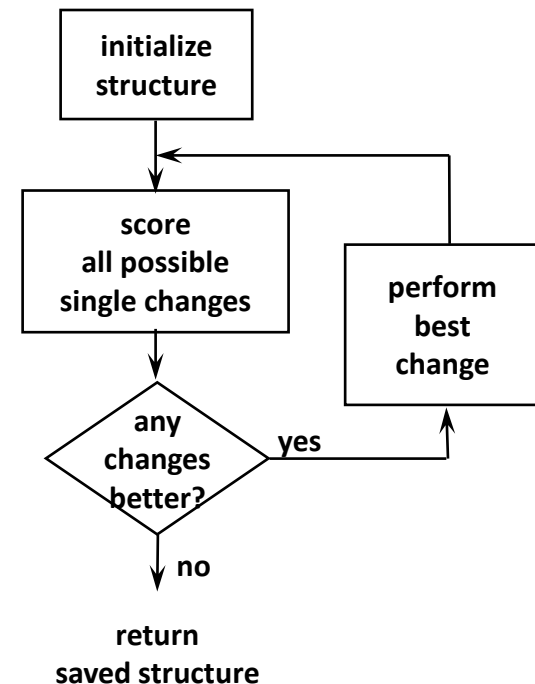 initialize
structure
score
all possible
single changes
perform
best
change
any
changes
better?
yes
no
return
saved structure